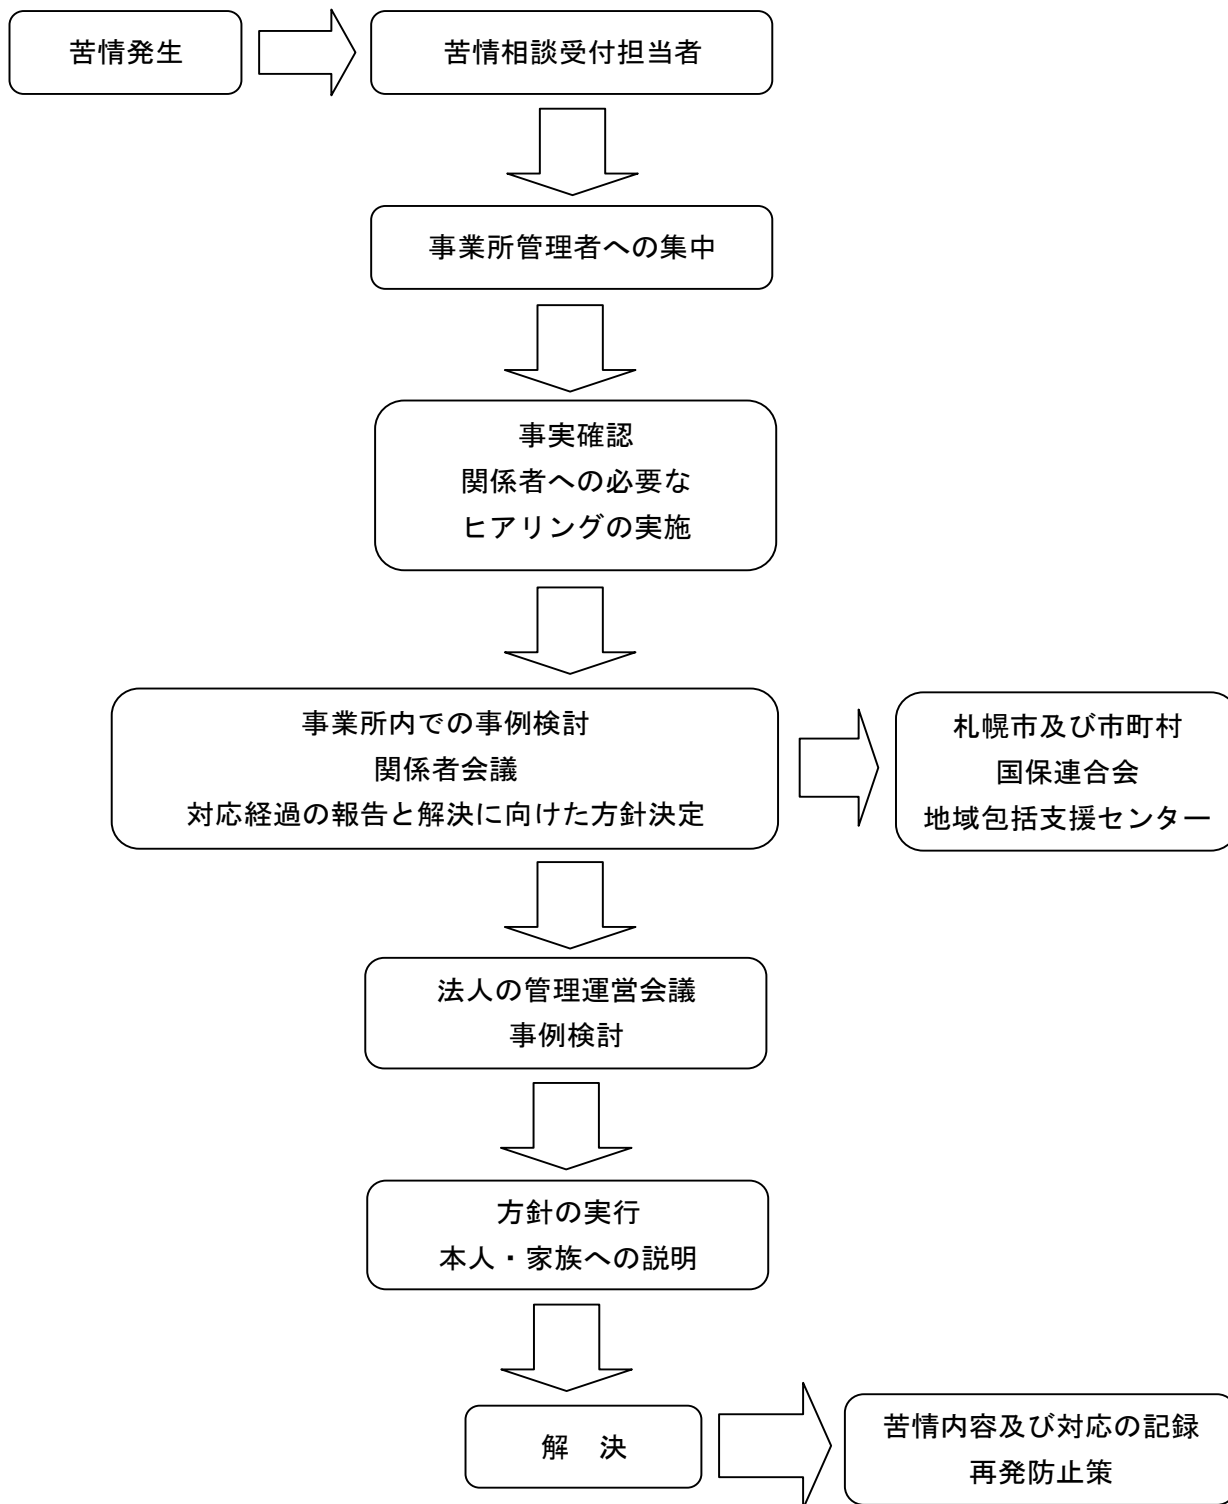 苦情発生
苦情相談受付担当者
事業所管理者への集中
事実確認
関係者への必要な
ヒアリングの実施
事業所内での事例検討
関係者会議
対応経過の報告と解決に向けた方針決定
札幌市及び市町村
国保連合会
地域包括支援センター
法人の管理運営会議
事例検討
方針の実行
本人・家族への説明
解　決
苦情内容及び対応の記録
再発防止策